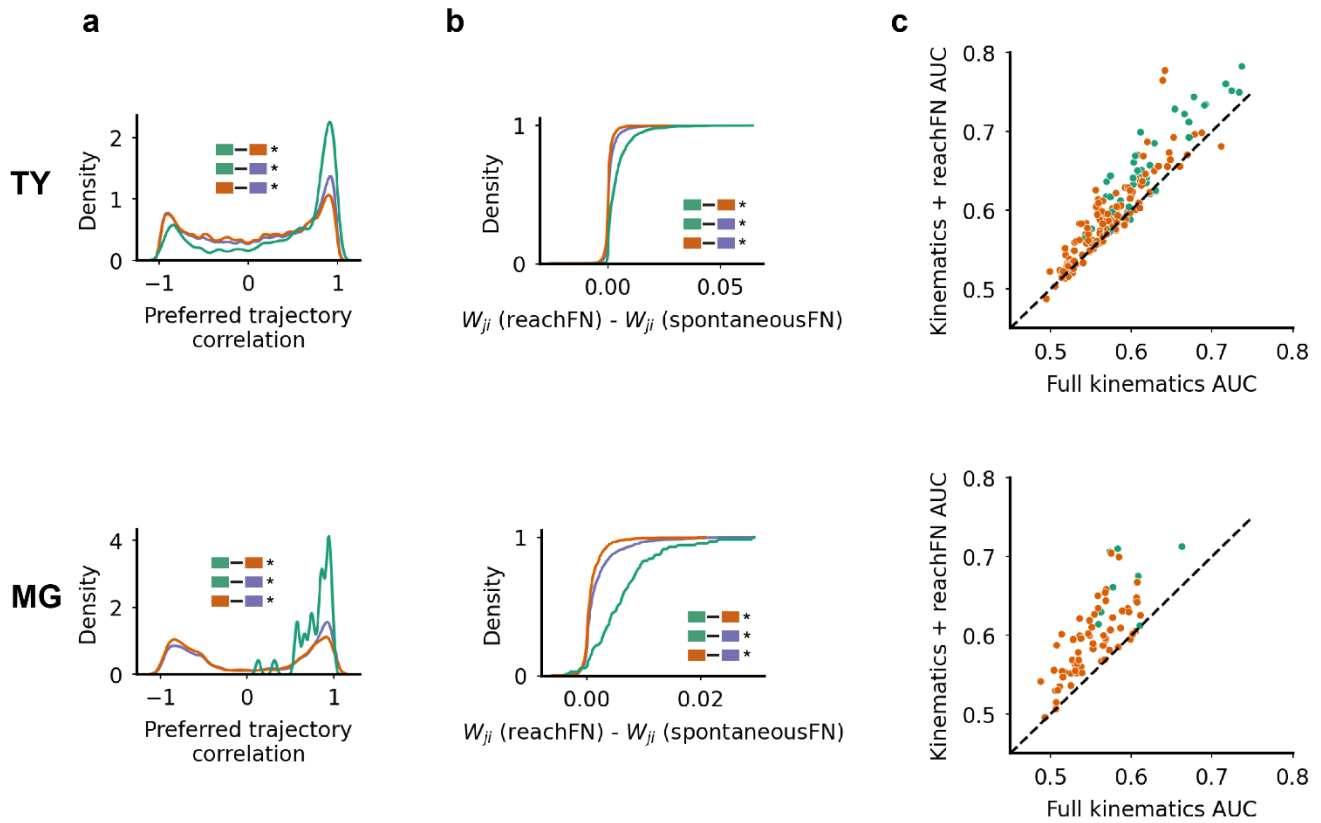 a
b
c
TY
Density
2
1
0
*
*
*
−1
0
1
Preferred trajectory
correlation
Density
1
0
*
*
*
0.00
0.05
Wji (reachFN) - Wji (spontaneousFN)
Kinematics + reachFN AUC
0.8
0.7
0.6
0.5
0.5
0.6
0.7
0.8
Full kinematics AUC
MG
Density
4
2
0
*
*
*
−1
0
1
Preferred trajectory
correlation
Density
1
0
*
*
*
0.00
0.02
Wji (reachFN) - Wji (spontaneousFN)
Kinematics + reachFN AUC
0.8
0.7
0.6
0.5
0.5
0.6
0.7
0.8
Full kinematics AUC